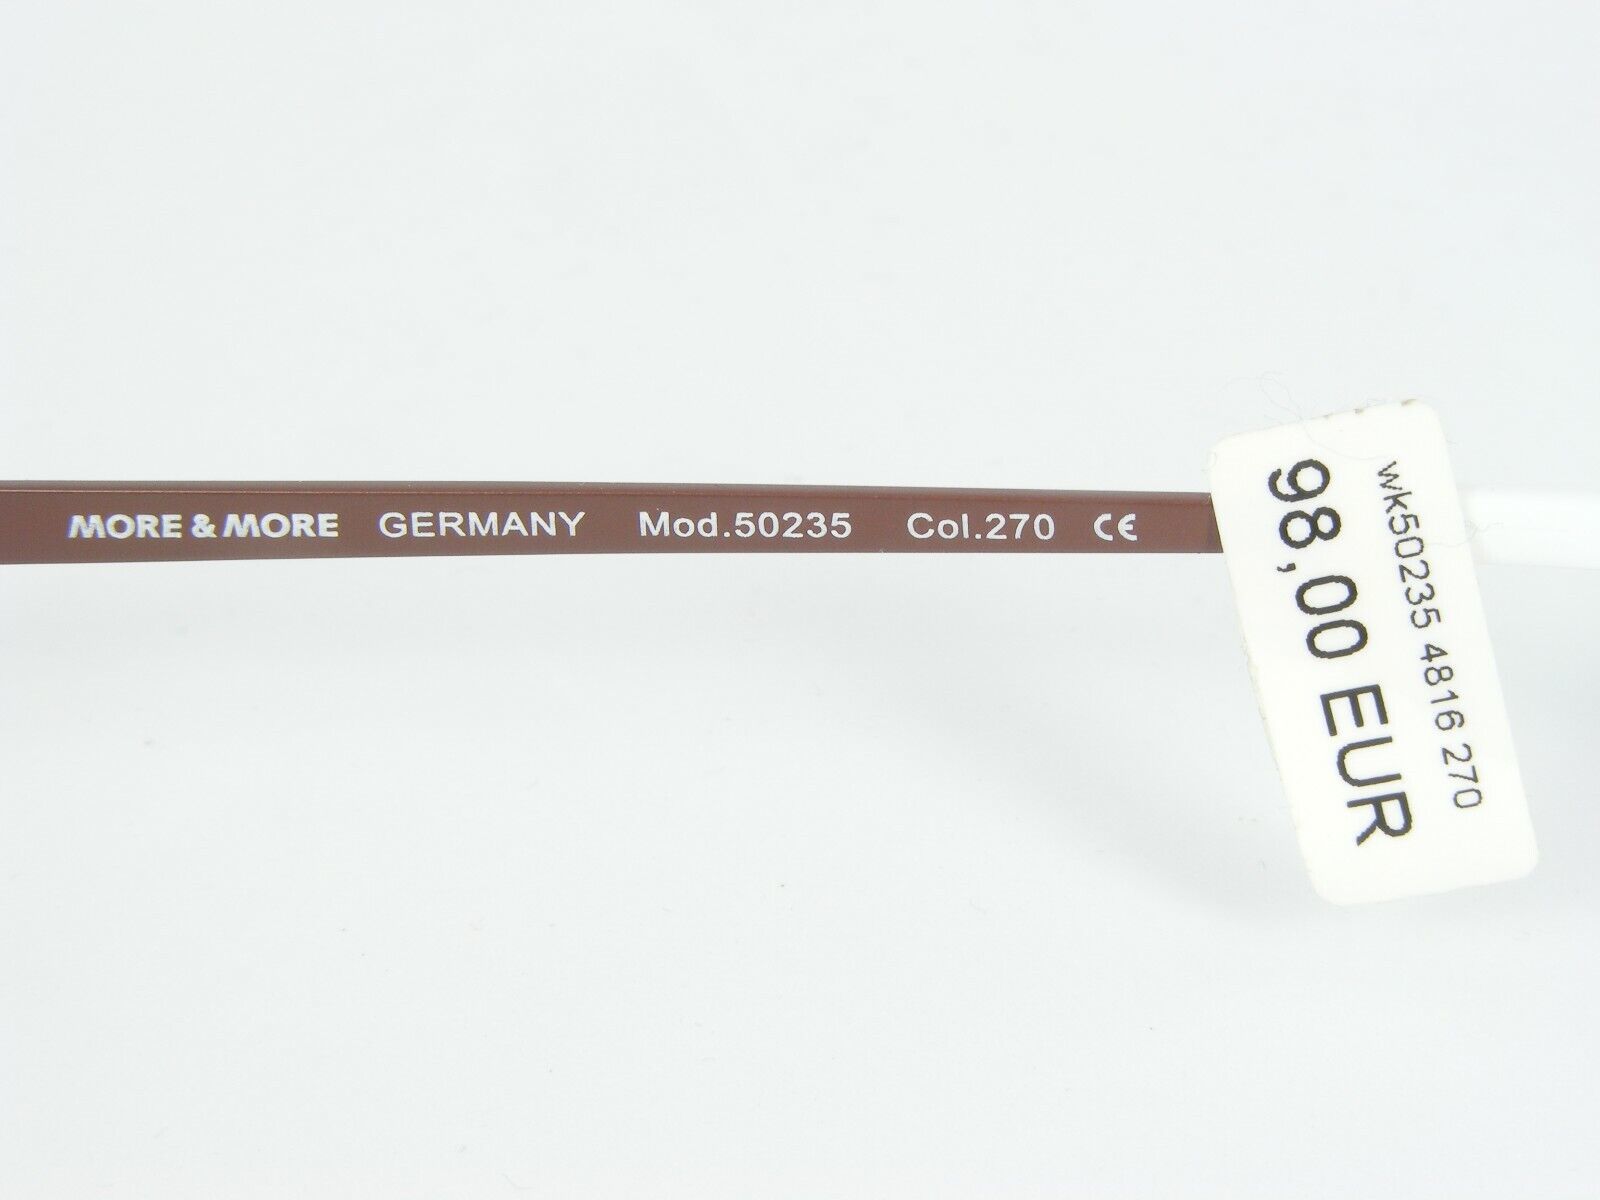 MORE & MORE GERMANY Mod.50235 Col.270 CE
wk50235 4816 270
98,00 EUR